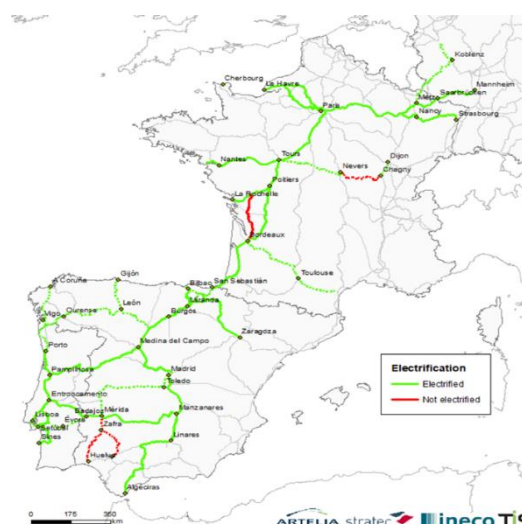 Koblenz
Cherbourg
Le Havre
Saarbrücken
Mannheim
Metz
Paris
Nancy
Strasbourg
Tours
Dijon
Nantes
Nevers
Chagny
Poitiers
La Rochelle
Bordeaux
Toulouse
Gijón
A Coruña
Bilbao
San Sebastián
León
Miranda
Ourense
Vigo
Burgos
Zaragoza
Porto
Medina del Campo
Electrification
Electrified
Not electrified
Pampilhosa
Madrid
Toledo
Entroncamento
Badajoz
Mérida
Manzanares
Lisboa
Évora
Zafra
Setúbal
Sines
Linares
Algeciras
0
175
350
km
ARTELIA
stratec
ineco